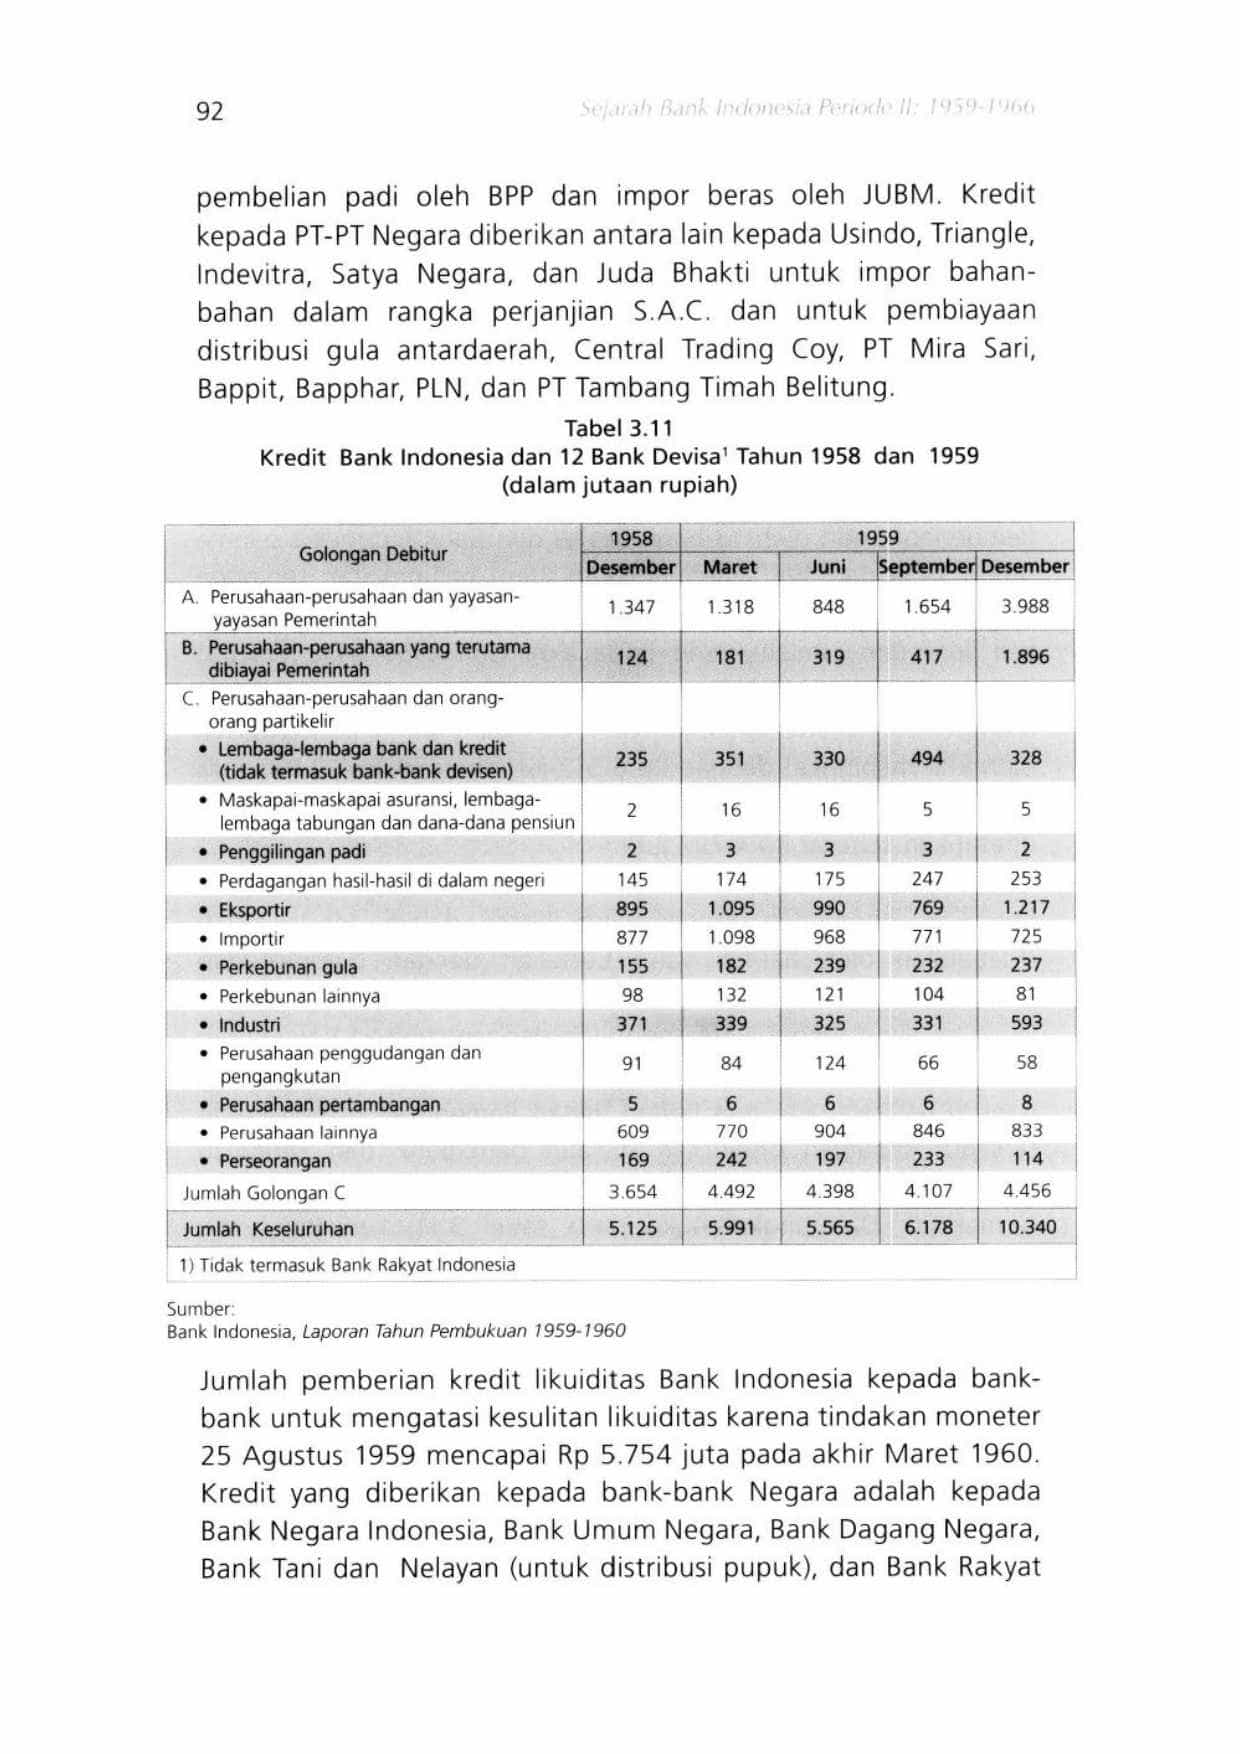 92
Sejarah Bank Indonesia Periode II: 1959-1966
pembelian padi oleh BPP dan impor beras oleh JUBM. Kredit
kepada PT-PT Negara diberikan antara lain kepada Usindo, Triangle,
Indevitra, Satya Negara, dan Juda Bhakti untuk impor bahan-
bahan dalam rangka perjanjian S.A.C. dan untuk pembiayaan
distribusi gula antardaerah, Central Trading Coy, PT Mira Sari,
Bappit, Bapphar, PLN, dan PT Tambang Timah Belitung.
Tabel 3.11
Kredit Bank Indonesia dan 12 Bank Devisa¹ Tahun 1958 dan 1959
(dalam jutaan rupiah)
Golongan Debitur 1958 1959
Desember Maret Juni September Desember
A. Perusahaan-perusahaan dan yayasan-
yayasan Pemerintah 1.347 1.318 848 1.654 3.988
B. Perusahaan-perusahaan yang terutama
dibiayai Pemerintah 124 181 319 417 1.896
C. Perusahaan-perusahaan dan orang-
orang partikelir
• Lembaga-lembaga bank dan kredit
(tidak termasuk bank-bank devisen) 235 351 330 494 328
• Maskapai-maskapai asuransi, lembaga-
lembaga tabungan dan dana-dana pensiun 2 16 16 5 5
• Penggilingan padi 2 3 3 3 2
• Perdagangan hasil-hasil di dalam negeri 145 174 175 247 253
• Eksportir 895 1.095 990 769 1.217
• Importir 877 1.098 968 771 725
• Perkebunan gula 155 182 239 232 237
• Perkebunan lainnya 98 132 121 104 81
• Industri 371 339 325 331 593
• Perusahaan penggudangan dan
pengangkutan 91 84 124 66 58
• Perusahaan pertambangan 5 6 6 6 8
• Perusahaan lainnya 609 770 904 846 833
• Perseorangan 169 242 197 233 114
Jumlah Golongan C 3.654 4.492 4.398 4.107 4.456
Jumlah Keseluruhan 5.125 5.991 5.565 6.178 10.340
1) Tidak termasuk Bank Rakyat Indonesia
Sumber:
Bank Indonesia, Laporan Tahun Pembukuan 1959-1960
Jumlah pemberian kredit likuiditas Bank Indonesia kepada bank-
bank untuk mengatasi kesulitan likuiditas karena tindakan moneter
25 Agustus 1959 mencapai Rp 5.754 juta pada akhir Maret 1960.
Kredit yang diberikan kepada bank-bank Negara adalah kepada
Bank Negara Indonesia, Bank Umum Negara, Bank Dagang Negara,
Bank Tani dan Nelayan (untuk distribusi pupuk), dan Bank Rakyat